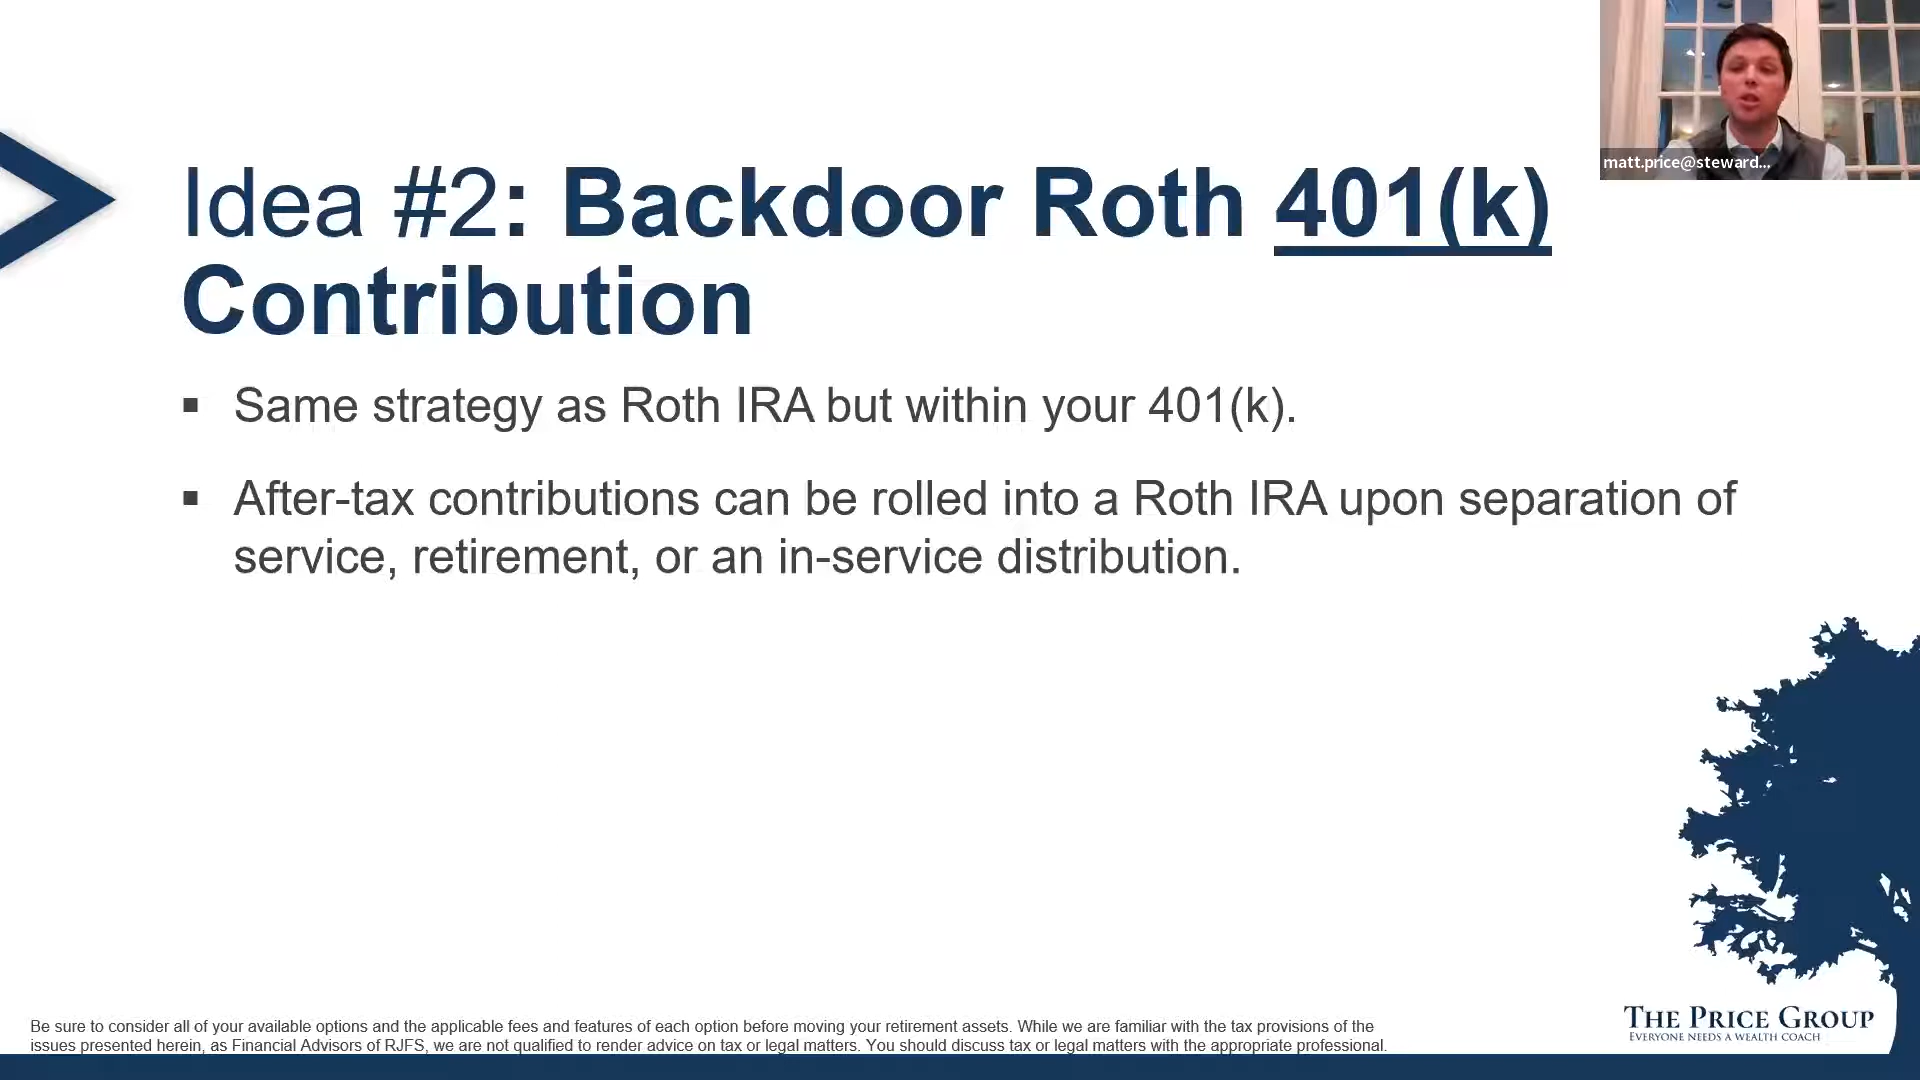 matt.price@steward...
Idea #2: Backdoor Roth 401(k)
Contribution
▪ Same strategy as Roth IRA but within your 401(k).
▪ After-tax contributions can be rolled into a Roth IRA upon separation of
service, retirement, or an in-service distribution.
Be sure to consider all of your available options and the applicable fees and features of each option before moving your retirement assets. While we are familiar with the tax provisions of the
issues presented herein, as Financial Advisors of RJFS, we are not qualified to render advice on tax or legal matters. You should discuss tax or legal matters with the appropriate professional.
THE PRICE GROUP
EVERYONE NEEDS A WEALTH COACH